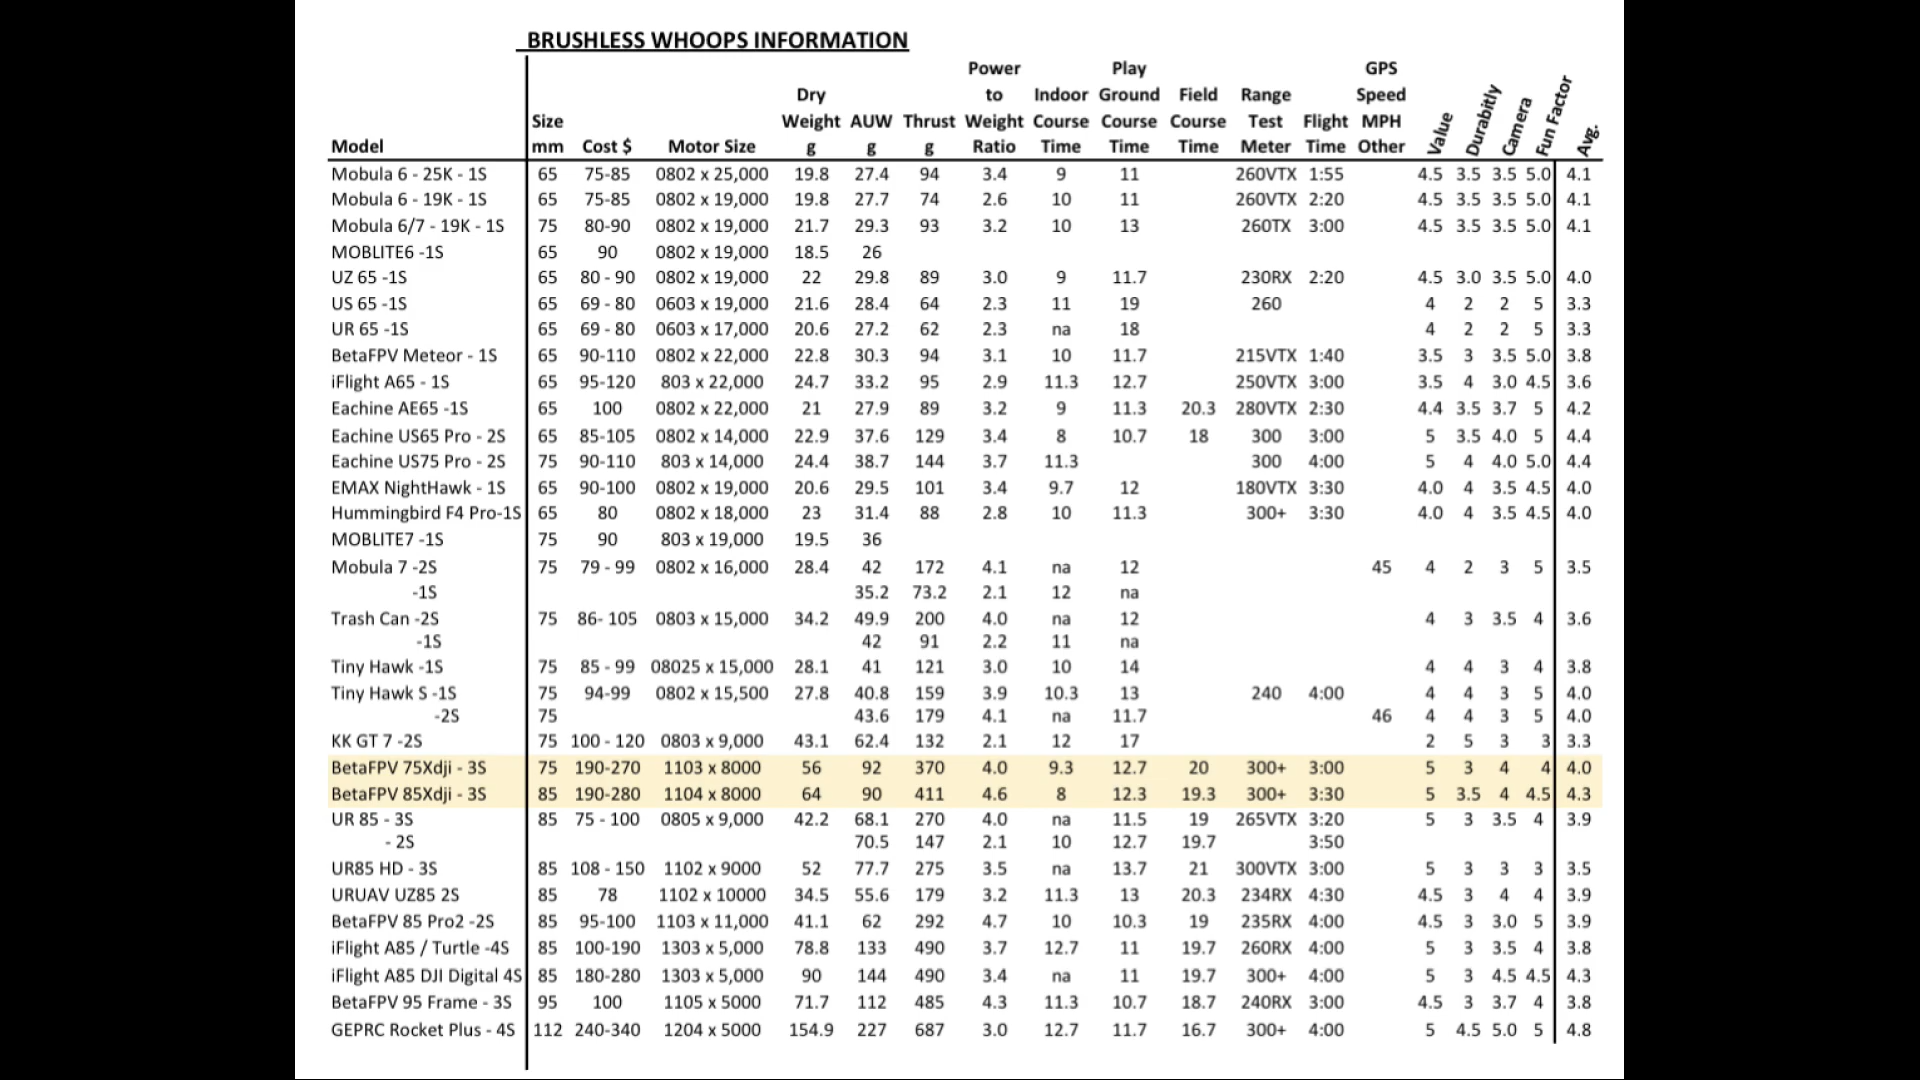 BRUSHLESS WHOOPS INFORMATION
Power Play GPS
Dry to Indoor Ground Field Range Speed
Size Weight AUW Thrust Weight Course Course Course Test Flight MPH
Model mm Cost $ Motor Size g g g Ratio Time Time Time Meter Time Other Value Durabitly Camera Fun Factor Avg.
Mobula 6 - 25K - 1S 65 75-85 0802 x 25,000 19.8 27.4 94 3.4 9 11 260VTX 1:55 4.5 3.5 3.5 5.0 4.1
Mobula 6 - 19K - 1S 65 75-85 0802 x 19,000 19.8 27.7 74 2.6 10 11 260VTX 2:20 4.5 3.5 3.5 5.0 4.1
Mobula 6/7 - 19K - 1S 75 80-90 0802 x 19,000 21.7 29.3 93 3.2 10 13 260TX 3:00 4.5 3.5 3.5 5.0 4.1
MOBLITE6 -1S 65 90 0802 x 19,000 18.5 26
UZ 65 -1S 65 80 - 90 0802 x 19,000 22 29.8 89 3.0 9 11.7 230RX 2:20 4.5 3.0 3.5 5.0 4.0
US 65 -1S 65 69 - 80 0603 x 19,000 21.6 28.4 64 2.3 11 19 260 4 2 2 5 3.3
UR 65 -1S 65 69 - 80 0603 x 17,000 20.6 27.2 62 2.3 na 18 4 2 2 5 3.3
BetaFPV Meteor - 1S 65 90-110 0802 x 22,000 22.8 30.3 94 3.1 10 11.7 215VTX 1:40 3.5 3 3.5 5.0 3.8
iFlight A65 - 1S 65 95-120 803 x 22,000 24.7 33.2 95 2.9 11.3 12.7 250VTX 3:00 3.5 4 3.0 4.5 3.6
Eachine AE65 -1S 65 100 0802 x 22,000 21 27.9 89 3.2 9 11.3 20.3 280VTX 2:30 4.4 3.5 3.7 5 4.2
Eachine US65 Pro - 2S 65 85-105 0802 x 14,000 22.9 37.6 129 3.4 8 10.7 18 300 3:00 5 3.5 4.0 5 4.4
Eachine US75 Pro - 2S 75 90-110 803 x 14,000 24.4 38.7 144 3.7 11.3 300 4:00 5 4 4.0 5.0 4.4
EMAX NightHawk - 1S 65 90-100 0802 x 19,000 20.6 29.5 101 3.4 9.7 12 180VTX 3:30 4.0 4 3.5 4.5 4.0
Hummingbird F4 Pro-1S 65 80 0802 x 18,000 23 31.4 88 2.8 10 11.3 300+ 3:30 4.0 4 3.5 4.5 4.0
MOBLITE7 -1S 75 90 803 x 19,000 19.5 36
Mobula 7 -2S 75 79 - 99 0802 x 16,000 28.4 42 172 4.1 na 12 45 4 2 3 5 3.5
-1S 35.2 73.2 2.1 12 na
Trash Can -2S 75 86- 105 0803 x 15,000 34.2 49.9 200 4.0 na 12 4 3 3.5 4 3.6
-1S 42 91 2.2 11 na
Tiny Hawk -1S 75 85 - 99 08025 x 15,000 28.1 41 121 3.0 10 14 4 4 3 4 3.8
Tiny Hawk S -1S 75 94-99 0802 x 15,500 27.8 40.8 159 3.9 10.3 13 240 4:00 4 4 3 5 4.0
-2S 75 43.6 179 4.1 na 11.7 46 4 4 3 5 4.0
KK GT 7 -2S 75 100 - 120 0803 x 9,000 43.1 62.4 132 2.1 12 17 2 5 3 3 3.3
BetaFPV 75Xdji - 3S 75 190-270 1103 x 8000 56 92 370 4.0 9.3 12.7 20 300+ 3:00 5 3 4 4 4.0
BetaFPV 85Xdji - 3S 85 190-280 1104 x 8000 64 90 411 4.6 8 12.3 19.3 300+ 3:30 5 3.5 4 4.5 4.3
UR 85 - 3S 85 75 - 100 0805 x 9,000 42.2 68.1 270 4.0 na 11.5 19 265VTX 3:20 5 3 3.5 4 3.9
- 2S 70.5 147 2.1 10 12.7 19.7 3:50
UR85 HD - 3S 85 108 - 150 1102 x 9000 52 77.7 275 3.5 na 13.7 21 300VTX 3:00 5 3 3 3 3.5
URUAV UZ85 2S 85 78 1102 x 10000 34.5 55.6 179 3.2 11.3 13 20.3 234RX 4:30 4.5 3 4 4 3.9
BetaFPV 85 Pro2 -2S 85 95-100 1103 x 11,000 41.1 62 292 4.7 10 10.3 19 235RX 4:00 4.5 3 3.0 5 3.9
iFlight A85 / Turtle -4S 85 100-190 1303 x 5,000 78.8 133 490 3.7 12.7 11 19.7 260RX 4:00 5 3 3.5 4 3.8
iFlight A85 DJI Digital 4S 85 180-280 1303 x 5,000 90 144 490 3.4 na 11 19.7 300+ 4:00 5 3 4.5 4.5 4.3
BetaFPV 95 Frame - 3S 95 100 1105 x 5000 71.7 112 485 4.3 11.3 10.7 18.7 240RX 3:00 4.5 3 3.7 4 3.8
GEPRC Rocket Plus - 4S 112 240-340 1204 x 5000 154.9 227 687 3.0 12.7 11.7 16.7 300+ 4:00 5 4.5 5.0 5 4.8